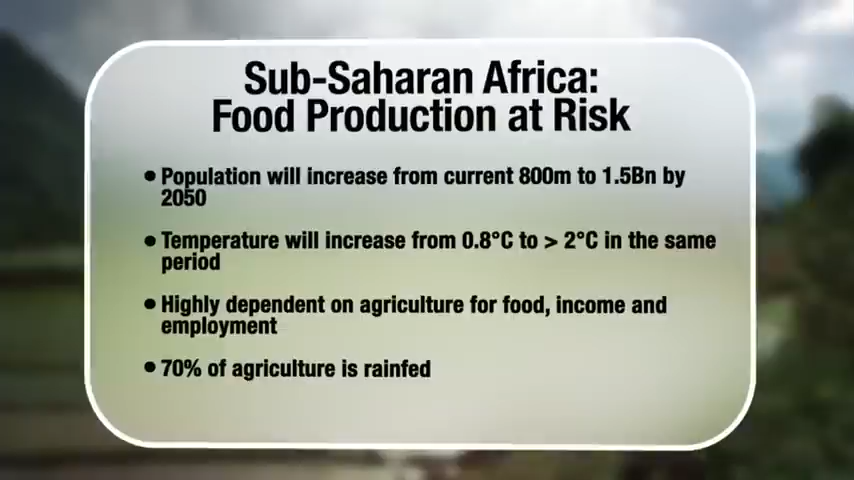 Sub-Saharan Africa:
Food Production at Risk
• Population will increase from current 800m to 1.5Bn by
2050
• Temperature will increase from 0.8°C to > 2°C in the same
period
• Highly dependent on agriculture for food, income and
employment
• 70% of agriculture is rainfed